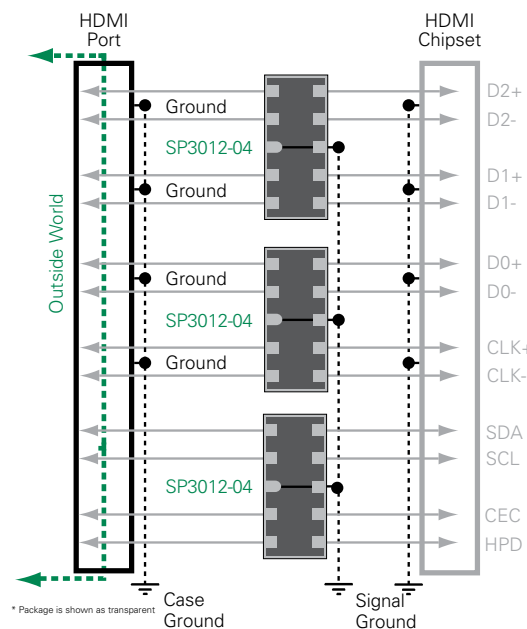 HDMI
Port
HDMI
Chipset
D2+
Ground
D2-
SP3012-04
D1+
Ground
D1-
Outside World
D0+
Ground
D0-
SP3012-04
CLK+
Ground
CLK-
SDA
SCL
SP3012-04
CEC
HPD
* Package is shown as transparent
Case
Ground
Signal
Ground